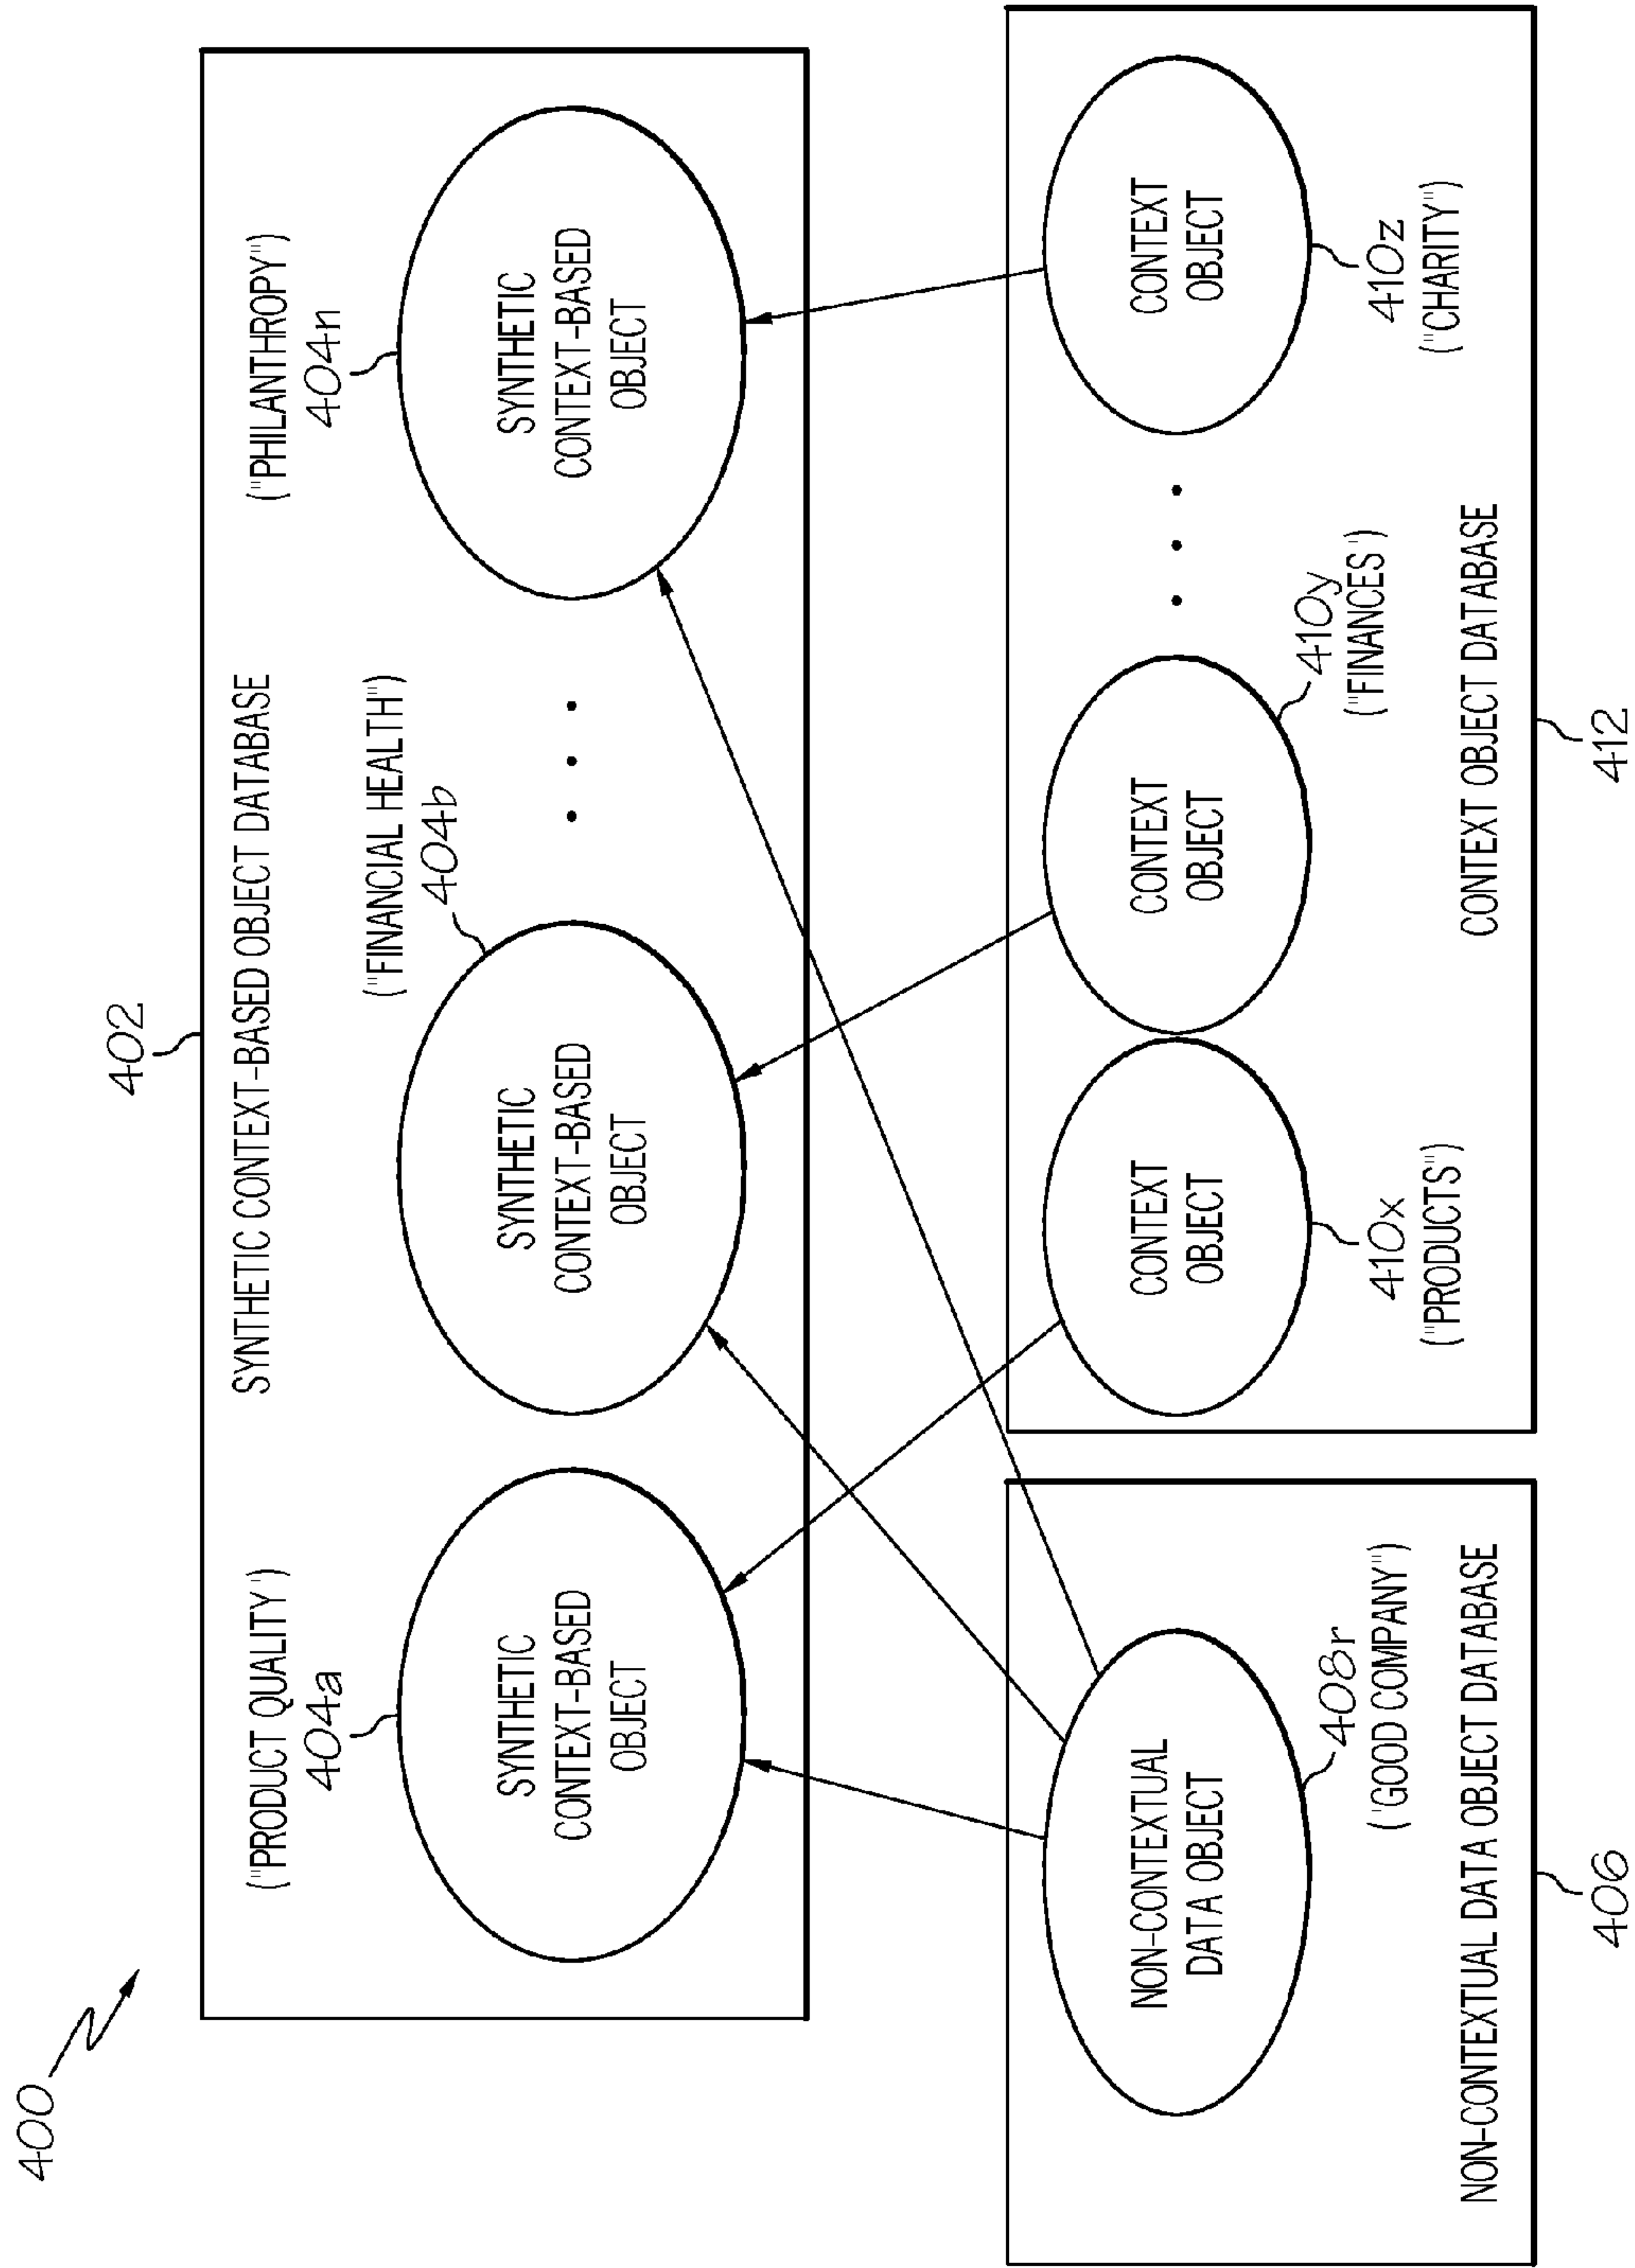 400
402
SYNTHETIC CONTEXT-BASED OBJECT DATABASE
("PRODUCT QUALITY")
404a
("FINANCIAL HEALTH")
404b
("PHILANTHROPY")
404n
SYNTHETIC
CONTEXT-BASED
OBJECT
SYNTHETIC
CONTEXT-BASED
OBJECT
• • •
SYNTHETIC
CONTEXT-BASED
OBJECT
NON-CONTEXTUAL
DATA OBJECT
408r
("GOOD COMPANY")
NON-CONTEXTUAL DATA OBJECT DATABASE
406
CONTEXT
OBJECT
410x
("PRODUCTS")
CONTEXT
OBJECT
410y
("FINANCES")
• • •
CONTEXT
OBJECT
410z
("CHARITY")
CONTEXT OBJECT DATABASE
412